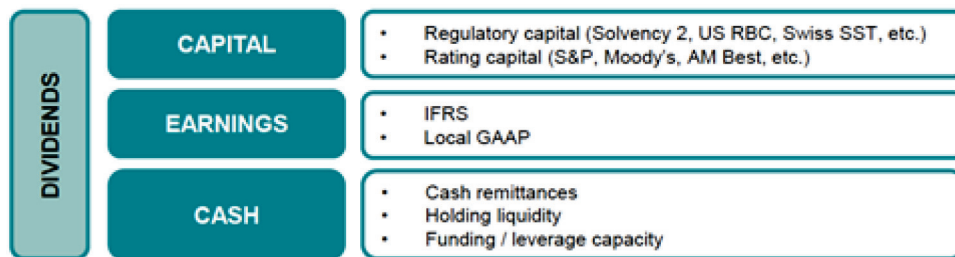 DIVIDENDS
CAPITAL
• Regulatory capital (Solvency 2, US RBC, Swiss SST, etc.)
• Rating capital (S&P, Moody's, AM Best, etc.)
EARNINGS
• IFRS
• Local GAAP
CASH
• Cash remittances
• Holding liquidity
• Funding / leverage capacity